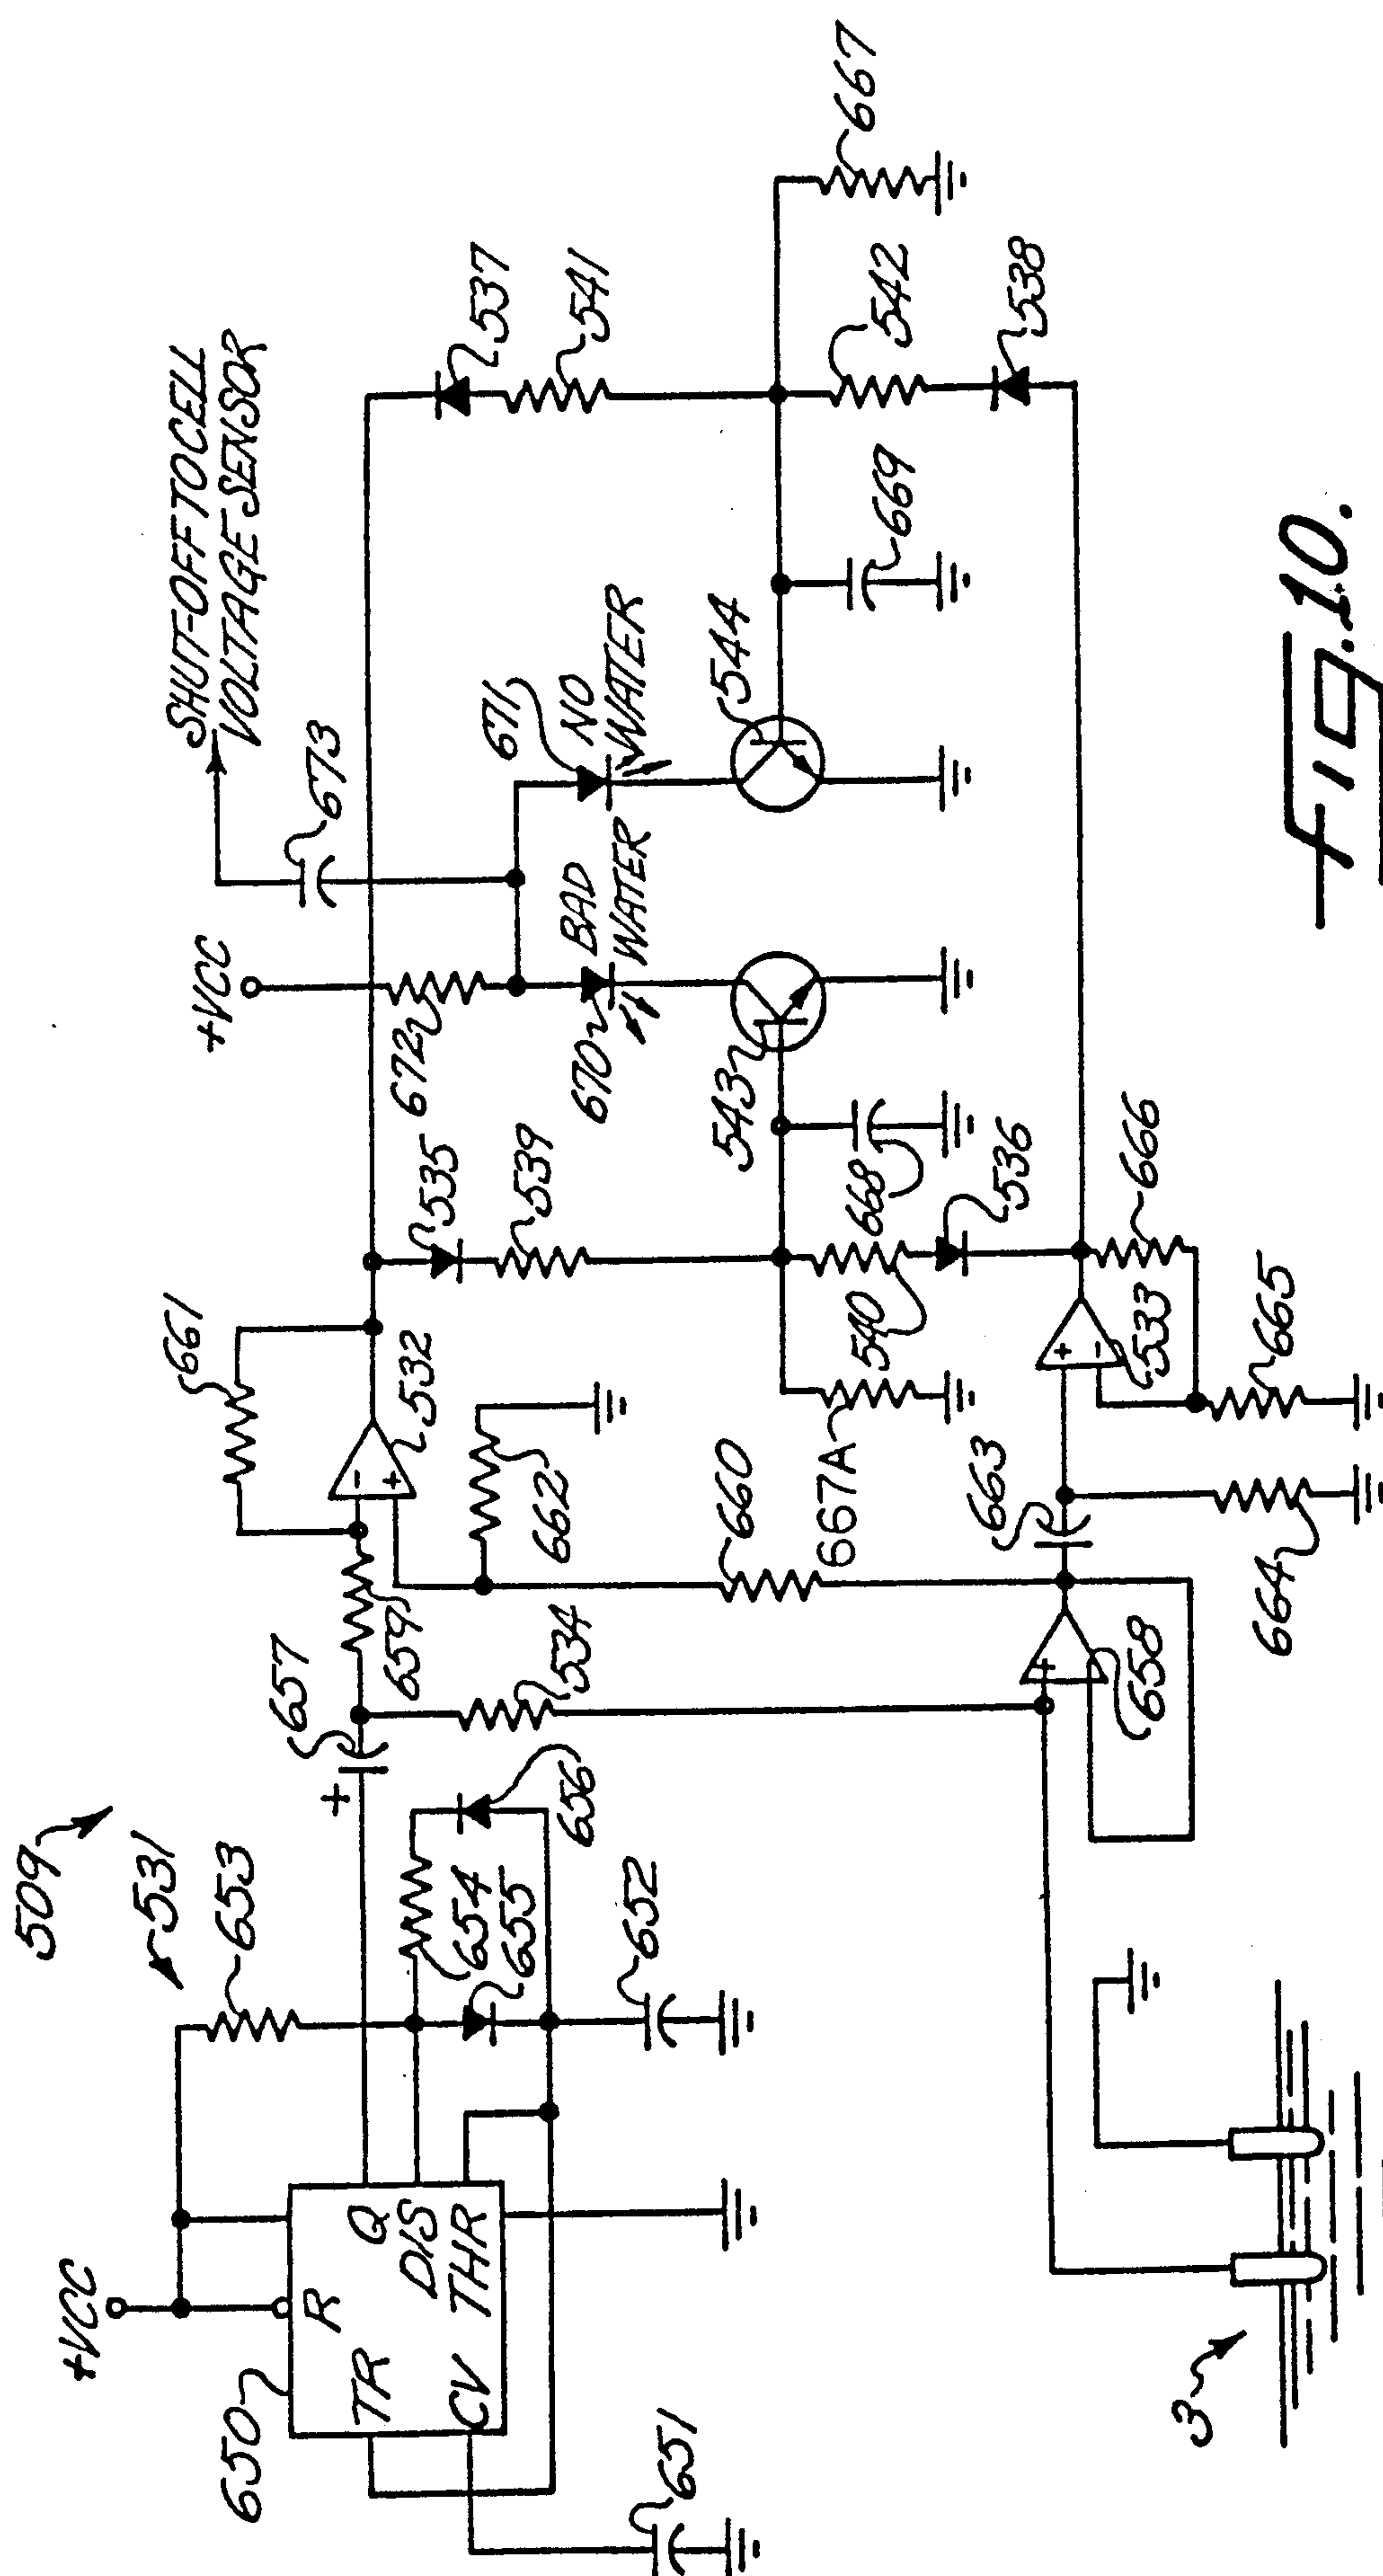 509
531
+VCC
650
R
TR
Q
DIS
CV
THR
651
653
654
655
656
652
+
657
659
534
658
3
661
-
+
532
662
660
663
664
667A
540
+
-
533
665
666
535
539
668
536
+VCC
672
673
SHUT-OFF TO CELL
VOLTAGE SENSOR
670
BAD
WATER
671
NO
WATER
543
544
669
537
541
542
538
667
+
FIG. 10.